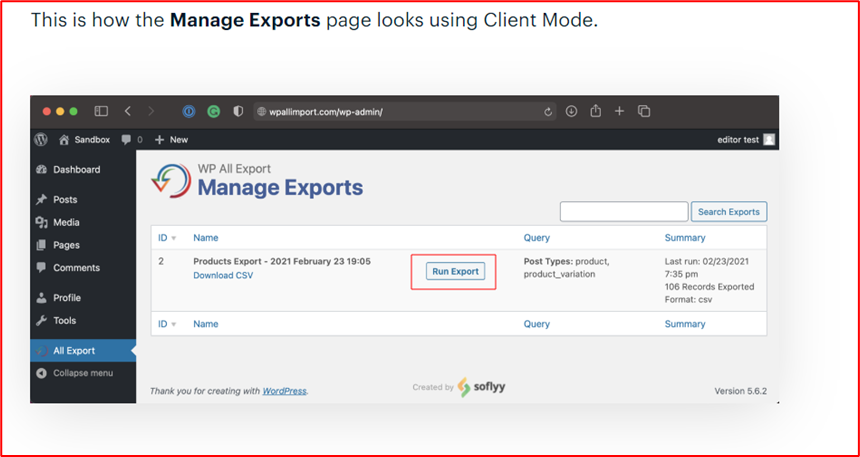 This is how the Manage Exports page looks using Client Mode.
wpallimport.com/wp-admin/
Sandbox 0 + New editor test
Dashboard
Posts
Media
Pages
Comments
Profile
Tools
All Export
Collapse menu
WP All Export
Manage Exports
Search Exports
ID Name Query Summary
2 Products Export - 2021 February 23 19:05 Run Export Post Types: product, Last run: 02/23/2021
Download CSV product_variation 7:35 pm
106 Records Exported
Format: csv
ID Name Query Summary
Thank you for creating with WordPress. Created by soflyy Version 5.6.2